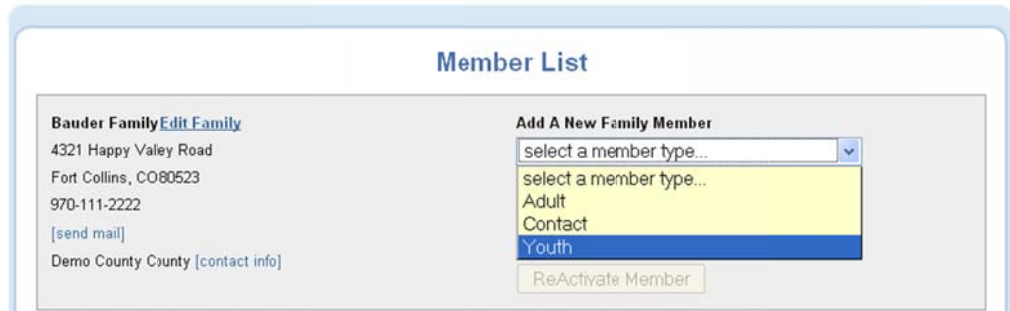 Member List
Bauder Family Edit Family
4321 Happy Valley Road
Fort Collins, CO80523
970-111-2222
[send mail]
Demo County County [contact info]
Add A New Family Member
select a member type...
select a member type...
Adult
Contact
Youth
ReActivate Member